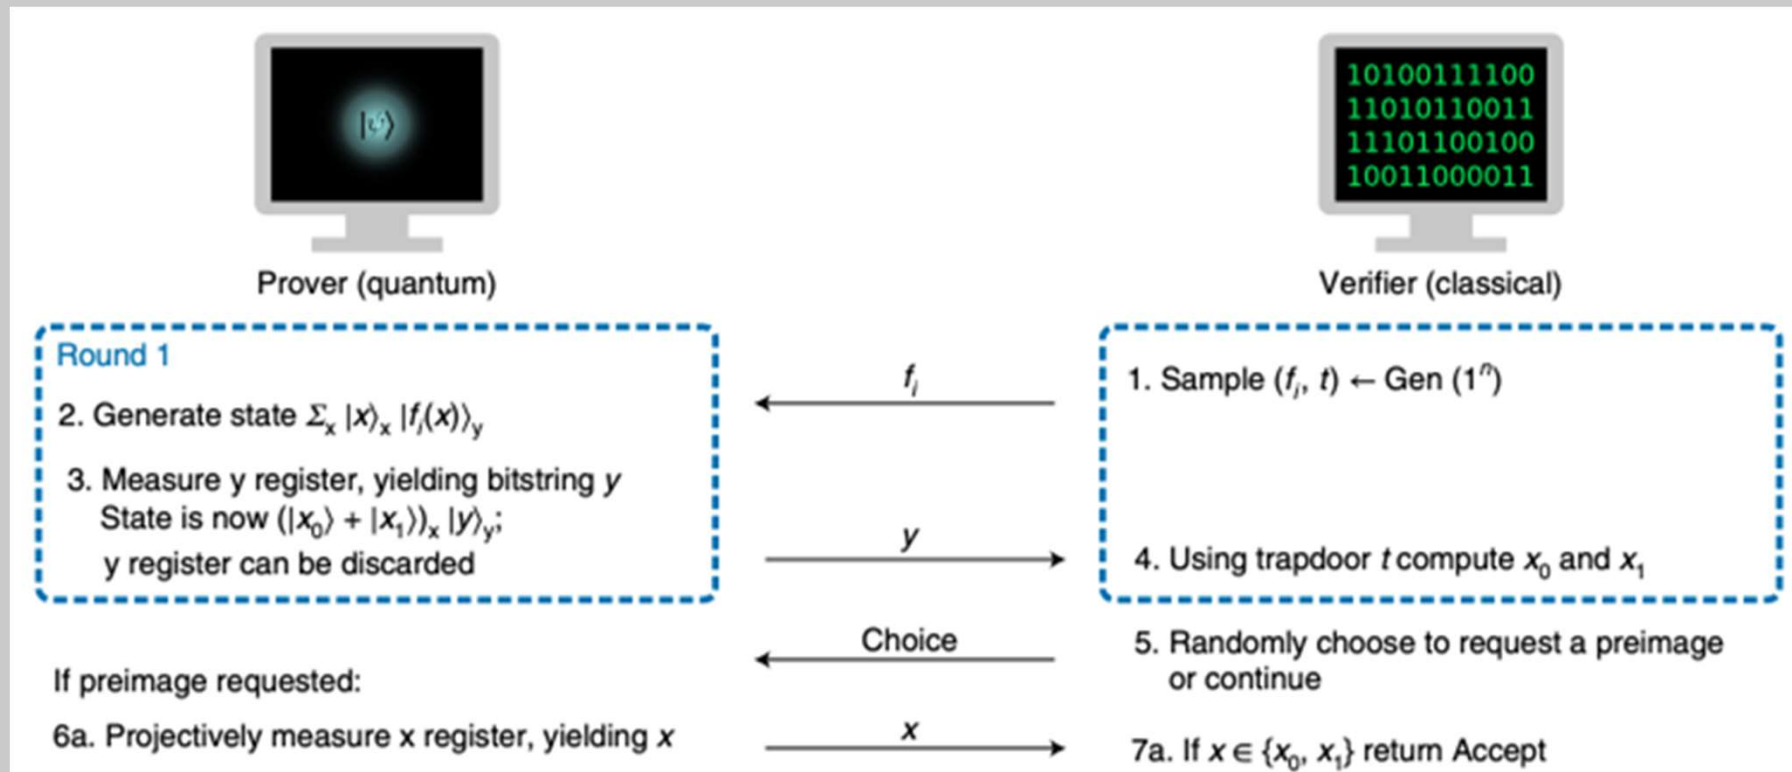 |ψ⟩
10100111100
11010110011
11101100100
10011000011
Prover (quantum)
Verifier (classical)
Round 1
1. Sample (fᵢ, t) ← Gen (1ⁿ)
fᵢ
2. Generate state Σₓ |x⟩ₓ |fᵢ(x)⟩ᵧ
3. Measure y register, yielding bitstring y
State is now (|x₀⟩ + |x₁⟩)ₓ |y⟩ᵧ;
y register can be discarded
y
4. Using trapdoor t compute x₀ and x₁
Choice
5. Randomly choose to request a preimage
or continue
If preimage requested:
6a. Projectively measure x register, yielding x
x
7a. If x ∈ {x₀, x₁} return Accept